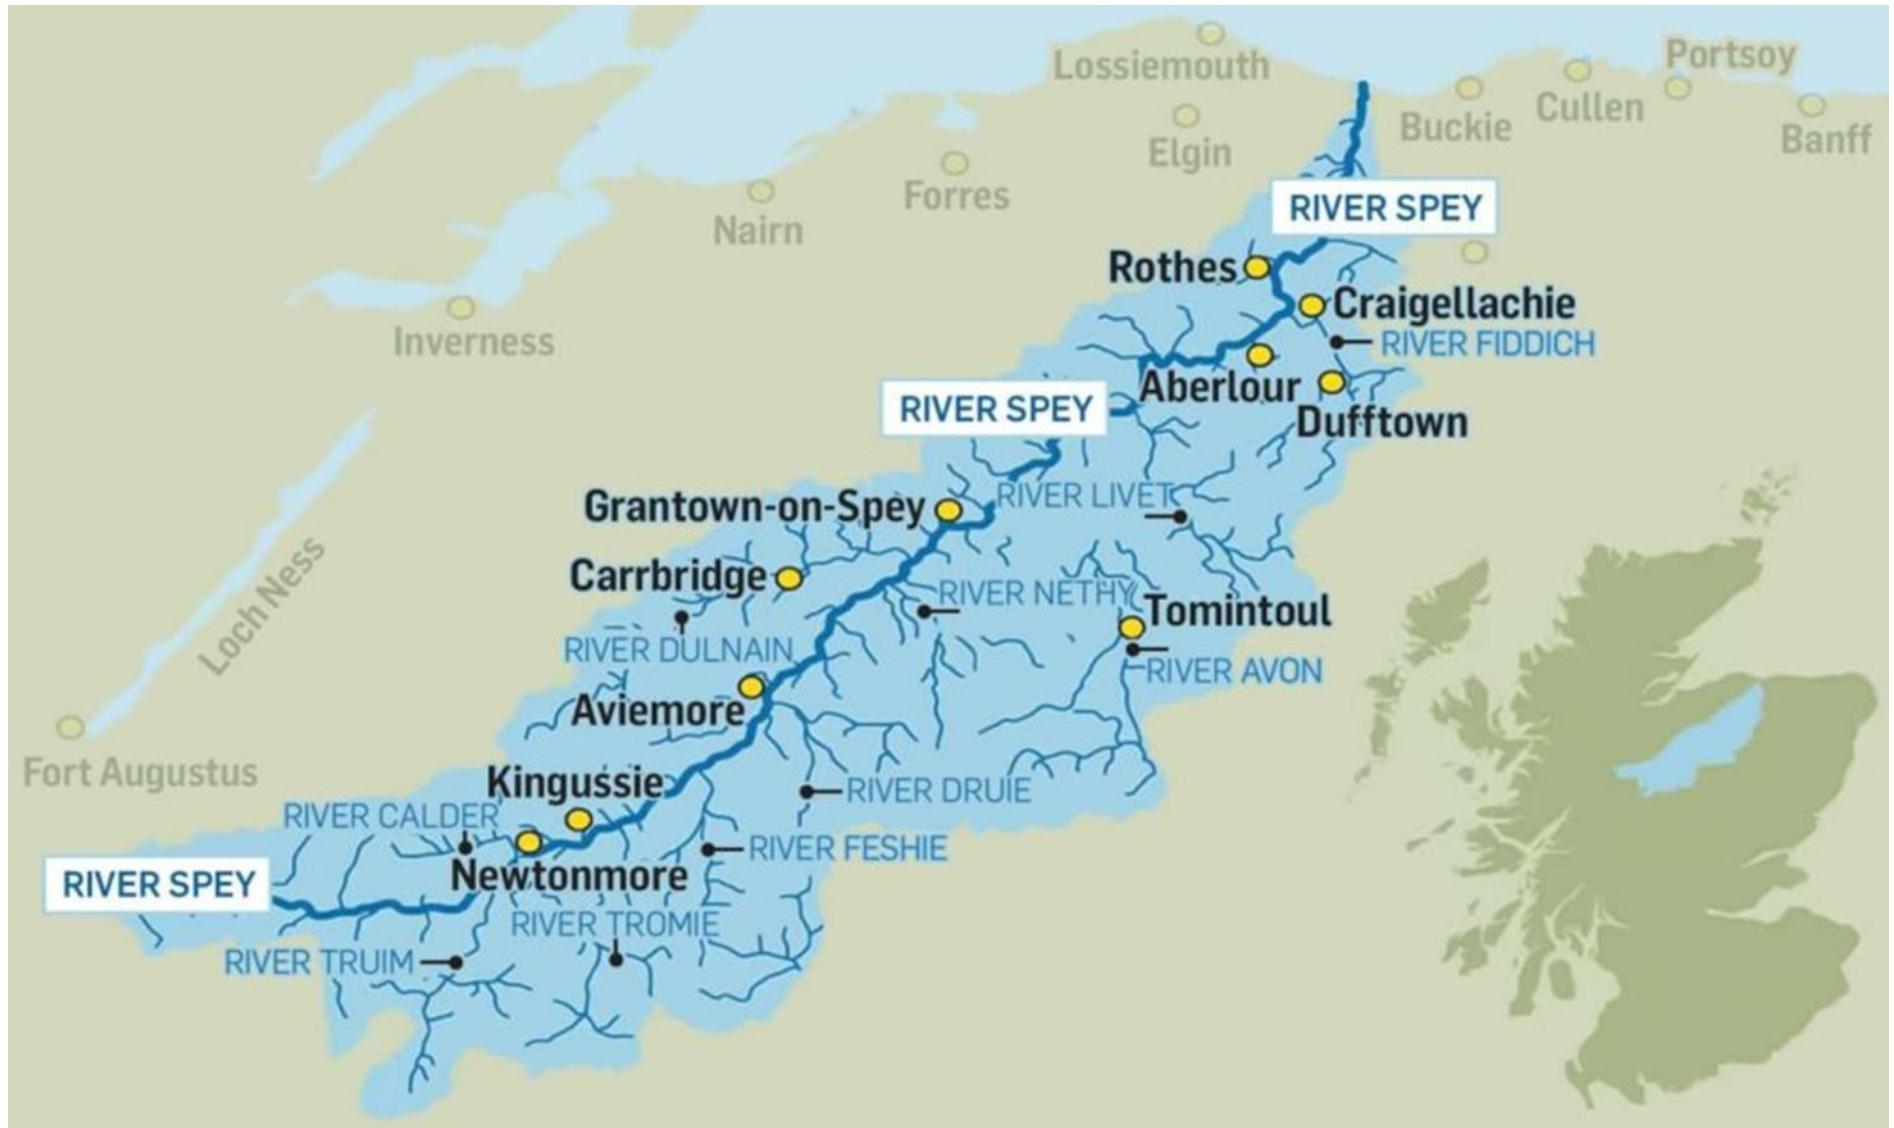 Portsoy
Lossiemouth
Cullen
Buckie
Banff
Elgin
Forres
RIVER SPEY
Nairn
Rothes
Craigellachie
Inverness
RIVER FIDDICH
Aberlour
RIVER SPEY
Dufftown
RIVER LIVET
Grantown-on-Spey
Loch Ness
Carrbridge
RIVER NETHY
Tomintoul
RIVER DULNAIN
RIVER AVON
Aviemore
Fort Augustus
Kingussie
RIVER DRUIE
RIVER CALDER
RIVER FESHIE
Newtonmore
RIVER SPEY
RIVER TROMIE
RIVER TRUIM